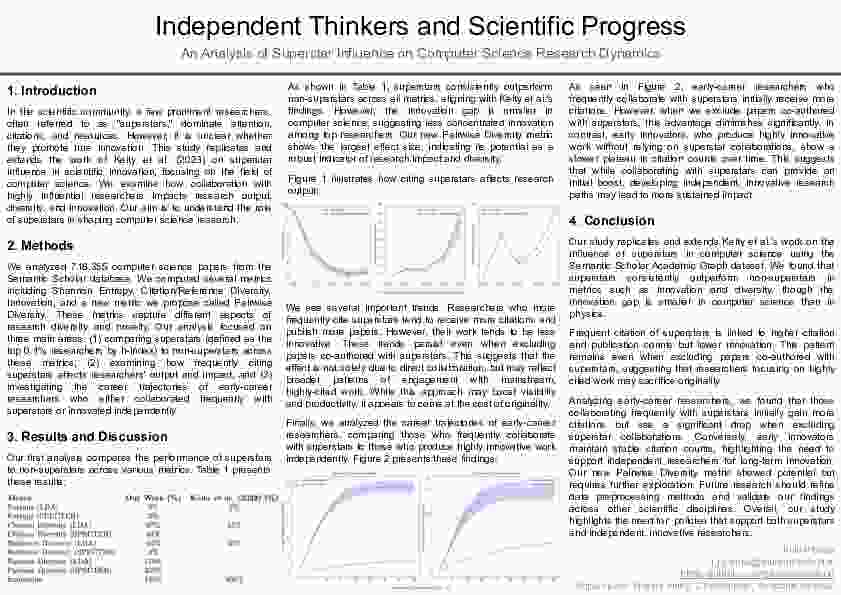 Independent Thinkers and Scientific Progress
An Analysis of Superstar Influence on Computer Science Research Dynamics
1. Introduction
In the scientific community, a few prominent researchers,
often referred to as "superstars," dominate attention,
citations, and resources. However, it is unclear whether
they promote true innovation. This study replicates and
extends the work of Kelty et al. (2023) on superstar
influence in scientific innovation, focusing on the field of
computer science. We examine how collaboration with
highly influential researchers impacts research output,
diversity, and innovation. Our aim is to understand the role
of superstars in shaping computer science research.
2. Methods
We analyzed 718,355 computer science papers from the
Semantic Scholar database. We computed several metrics
including Shannon Entropy, Citation/Reference Diversity,
Innovation, and a new metric we propose called Pairwise
Diversity. These metrics capture different aspects of
research diversity and novelty. Our analysis focused on
three main areas: (1) comparing superstars (defined as the
top 0.1% researchers by h-index) to non-superstars across
these metrics; (2) examining how frequently citing
superstars affects researchers' output and impact, and (3)
investigating the career trajectories of early-career
researchers who either collaborated frequently with
superstars or innovated independently.
3. Results and Discussion
Our first analysis compares the performance of superstars
to non-superstars across various metrics. Table 1 presents
these results:
Metric Our Work (%) Kelty et al. (2023) (%)
Entropy (LDA)
Entropy (SPECTER)
Citation Diversity (LDA)
Citation Diversity (SPECTER)
Reference Diversity (LDA)
Reference Diversity (SPECTER)
Pairwise Diversity (LDA)
Pairwise Diversity (SPECTER)
Innovation
As shown in Table 1, superstars consistently outperform
non-superstars across all metrics, aligning with Kelty et al.'s
findings. However, the innovation gap is smaller in
computer science, suggesting less concentrated innovation
among top researchers. Our new Pairwise Diversity metric
shows the largest effect size, indicating its potential as a
robust indicator of research impact and diversity.
Figure 1 illustrates how citing superstars affects research
output:
We see several important trends. Researchers who more
frequently cite superstars tend to receive more citations and
publish more papers. However, their work tends to be less
innovative. These trends persist even when excluding
papers co-authored with superstars. This suggests that the
effect is not solely due to direct collaboration, but may reflect
broader patterns of engagement with mainstream,
highly-cited work. While this approach may boost visibility
and productivity, it appears to come at the cost of originality.
Finally, we analyzed the career trajectories of early-career
researchers, comparing those who frequently collaborate
with superstars to those who produce highly innovative work
independently. Figure 2 presents these findings:
As seen in Figure 2, early-career researchers who
frequently collaborate with superstars initially receive more
citations. However, when we exclude papers co-authored
with superstars, this advantage diminishes significantly. In
contrast, early innovators, who produce highly innovative
work without relying on superstar collaborations, show a
slower plateau in citation counts over time. This suggests
that while collaborating with superstars can provide an
initial boost, developing independent, innovative research
paths may lead to more sustained impact.
4. Conclusion
Our study replicates and extends Kelty et al.'s work on the
influence of superstars in computer science using the
Semantic Scholar Academic Graph dataset. We found that
superstars consistently outperform non-superstars in
metrics such as innovation and diversity, though the
innovation gap is smaller in computer science than in
physics.
Frequent citation of superstars is linked to higher citation
and publication counts but lower innovation. This pattern
remains even when excluding papers co-authored with
superstars, suggesting that researchers focusing on highly
cited work may sacrifice originality.
Analyzing early-career researchers, we found that those
collaborating frequently with superstars initially gain more
citations but see a significant drop when excluding
superstar collaborations. Conversely, early innovators
maintain stable citation counts, highlighting the need to
support independent researchers for long-term innovation.
Our new Pairwise Diversity metric showed potential but
requires further exploration. Future research should refine
data preprocessing methods and validate our findings
across other scientific disciplines. Overall, our study
highlights the need for policies that support both superstars
and independent, innovative researchers.